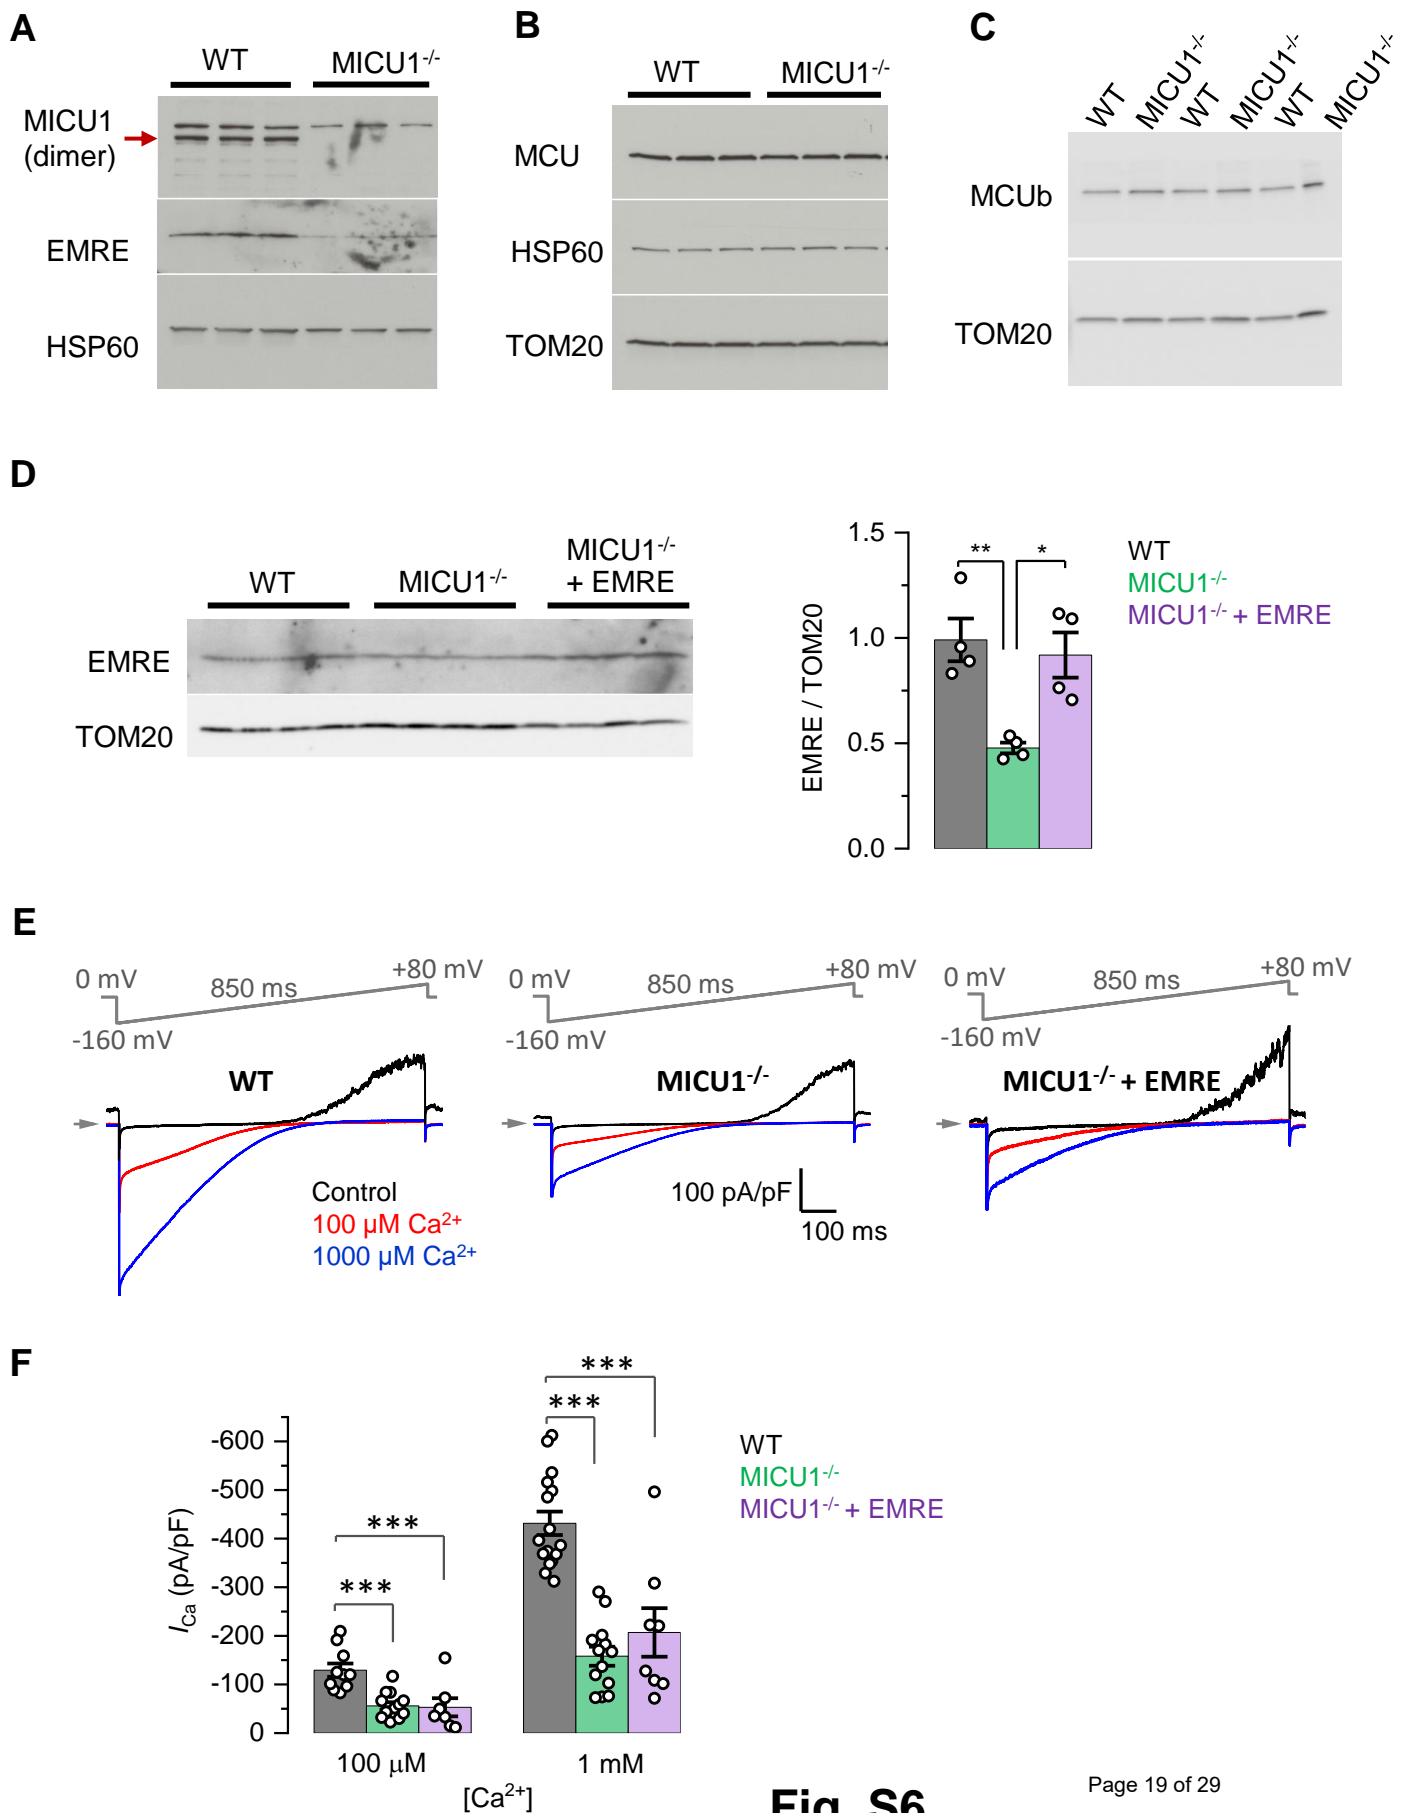 A
WT
MICU1-/-
MICU1
(dimer)
EMRE
HSP60
B
WT
MICU1-/-
MCU
HSP60
TOM20
C
WT
MICU1-/-
WT
MICU1-/-
WT
MICU1-/-
MCUb
TOM20
D
WT
MICU1-/-
MICU1-/-
+ EMRE
EMRE
TOM20
EMRE / TOM20
1.5
1.0
0.5
0.0
**
*
WT
MICU1-/-
MICU1-/- + EMRE
E
0 mV
850 ms
+80 mV
-160 mV
WT
Control
100 µM Ca2+
1000 µM Ca2+
0 mV
850 ms
+80 mV
-160 mV
MICU1-/-
100 pA/pF
100 ms
0 mV
850 ms
+80 mV
-160 mV
MICU1-/- + EMRE
F
ICa (pA/pF)
-600
-500
-400
-300
-200
-100
0
***
***
***
***
100 µM
1 mM
[Ca2+]
WT
MICU1-/-
MICU1-/- + EMRE
Fig. S6
Page 19 of 29